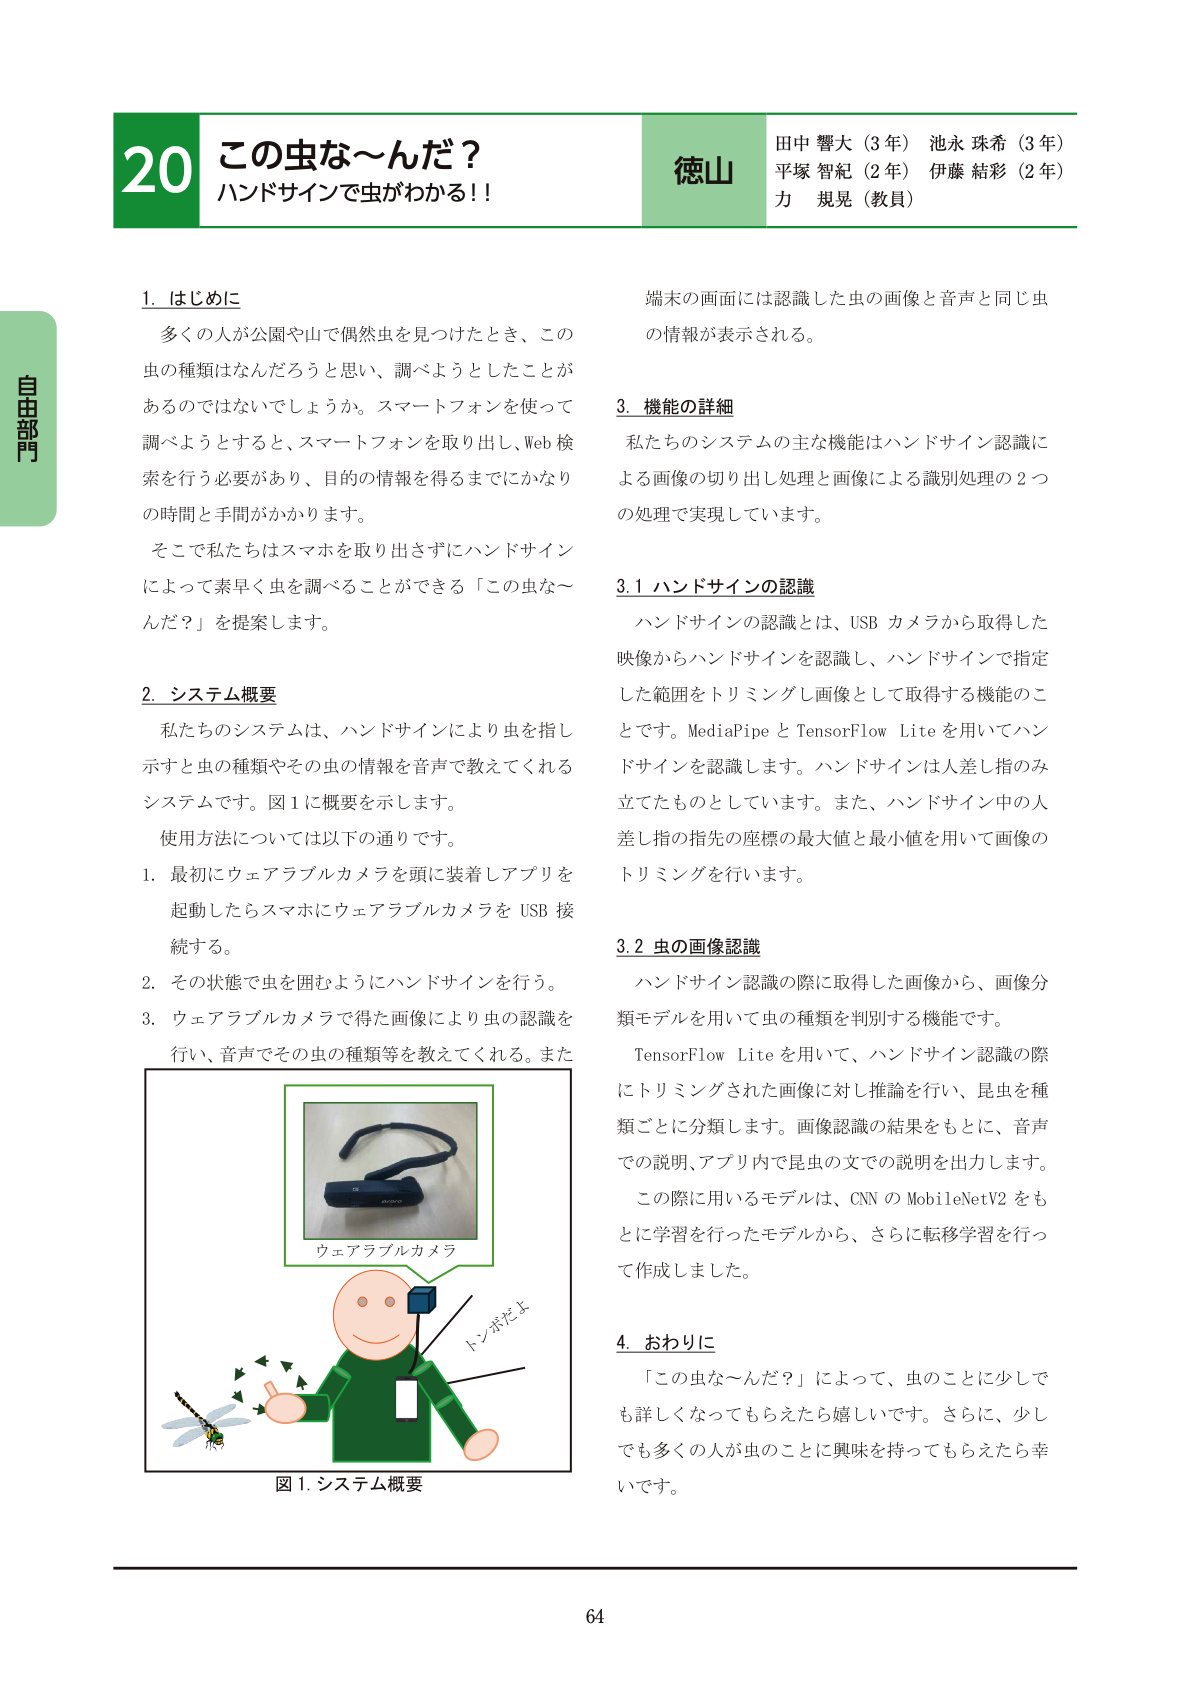 20
この虫な～んだ？
ハンドサインで虫がわかる!!
徳山
田中 響大（3年） 池永 珠希（3年）
平塚 智紀（2年） 伊藤 結彩（2年）
力　規晃（教員）
自由部門
1. はじめに
多くの人が公園や山で偶然虫を見つけたとき、この
虫の種類はなんだろうと思い、調べようとしたことが
あるのではないでしょうか。スマートフォンを使って
調べようとすると、スマートフォンを取り出し、Web 検
索を行う必要があり、目的の情報を得るまでにかなり
の時間と手間がかかります。
そこで私たちはスマホを取り出さずにハンドサイン
によって素早く虫を調べることができる「この虫な～
んだ？」を提案します。
2. システム概要
私たちのシステムは、ハンドサインにより虫を指し
示すと虫の種類やその虫の情報を音声で教えてくれる
システムです。図１に概要を示します。
使用方法については以下の通りです。
1. 最初にウェアラブルカメラを頭に装着しアプリを
起動したらスマホにウェアラブルカメラを USB 接
続する。
2. その状態で虫を囲むようにハンドサインを行う。
3. ウェアラブルカメラで得た画像により虫の認識を
行い、音声でその虫の種類等を教えてくれる。また
ウェアラブルカメラ
トンボだよ
図 1. システム概要
端末の画面には認識した虫の画像と音声と同じ虫
の情報が表示される。
3. 機能の詳細
私たちのシステムの主な機能はハンドサイン認識に
よる画像の切り出し処理と画像による識別処理の 2 つ
の処理で実現しています。
3.1 ハンドサインの認識
ハンドサインの認識とは、USB カメラから取得した
映像からハンドサインを認識し、ハンドサインで指定
した範囲をトリミングし画像として取得する機能のこ
とです。MediaPipe と TensorFlow Lite を用いてハン
ドサインを認識します。ハンドサインは人差し指のみ
立てたものとしています。また、ハンドサイン中の人
差し指の指先の座標の最大値と最小値を用いて画像の
トリミングを行います。
3.2 虫の画像認識
ハンドサイン認識の際に取得した画像から、画像分
類モデルを用いて虫の種類を判別する機能です。
TensorFlow Lite を用いて、ハンドサイン認識の際
にトリミングされた画像に対し推論を行い、昆虫を種
類ごとに分類します。画像認識の結果をもとに、音声
での説明、アプリ内で昆虫の文での説明を出力します。
この際に用いるモデルは、CNN の MobileNetV2 をも
とに学習を行ったモデルから、さらに転移学習を行っ
て作成しました。
4. おわりに
「この虫な～んだ？」によって、虫のことに少しで
も詳しくなってもらえたら嬉しいです。さらに、少し
でも多くの人が虫のことに興味を持ってもらえたら幸
いです。
64